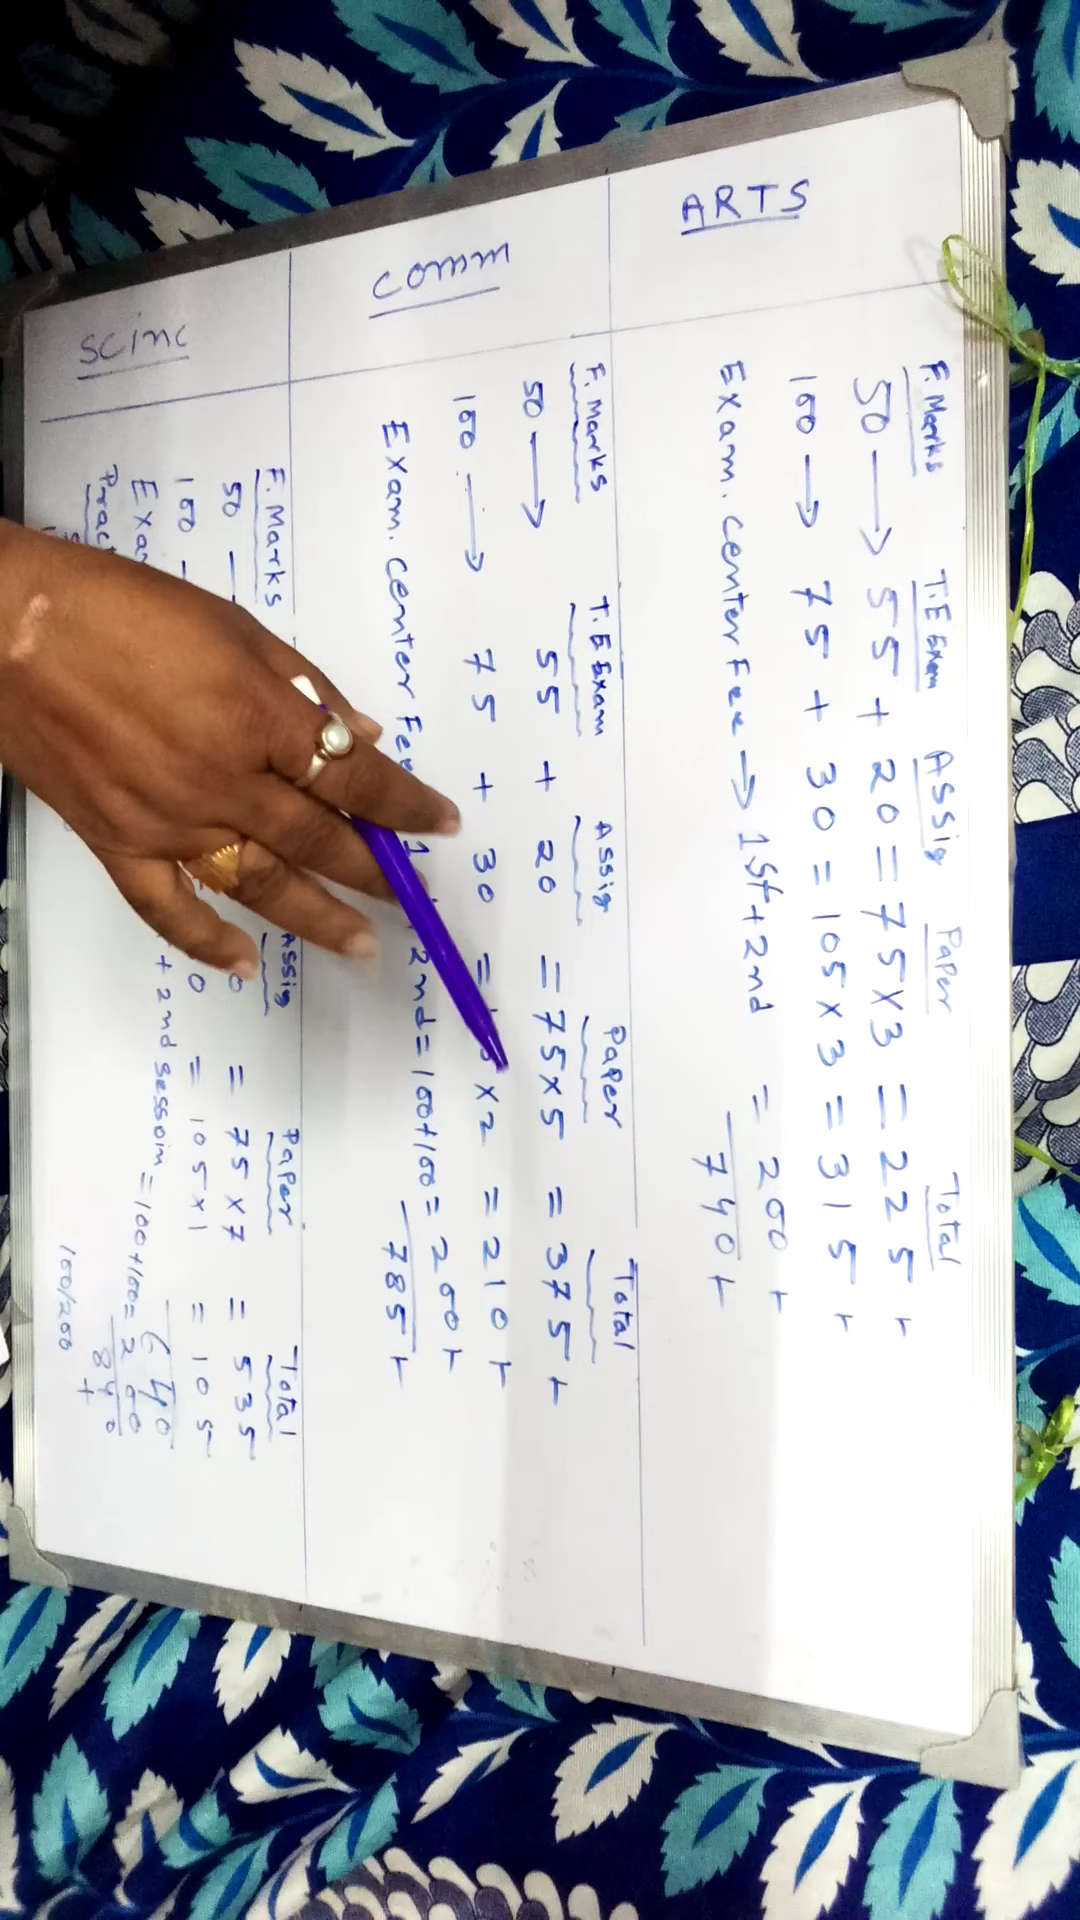 ARTS
F. Marks T.E Exam Assig Paper Total
50 → 55 + 20 = 75 x 3 = 225 +
100 → 75 + 30 = 105 x 3 = 315 +
Exam. Center Fee → 1st + 2nd = 200 +
740 +
comm
F. Marks T.E Exam Assig Paper Total
50 → 55 + 20 = 75 x 5 = 375 +
100 → 75 + 30 = x 2 = 210 +
Exam. Center Fee 2nd = 100+100 = 200 +
785 +
scinc
F. Marks Assig Paper Total
50 = 75 x 7 = 535
100 = 105 x 1 = 105
640
+ 2nd Sessoin = 100+100 = 200
840
+
100/200